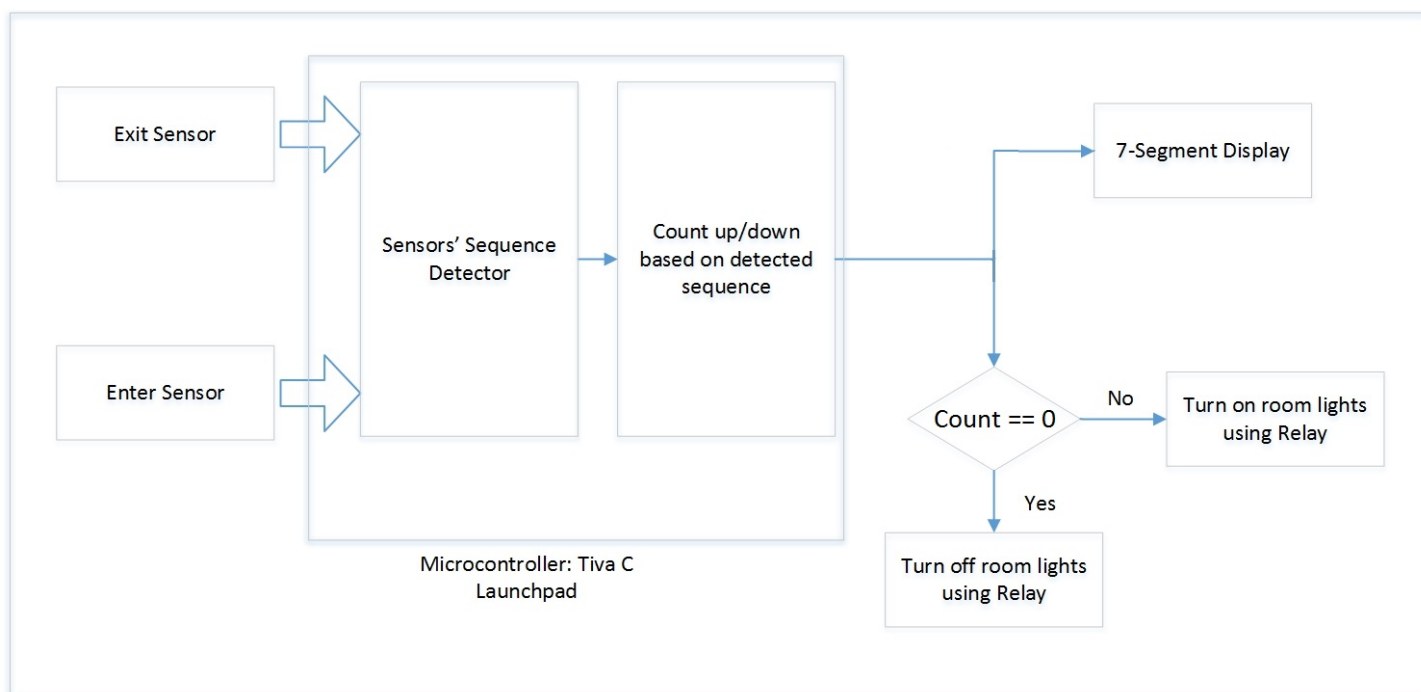 Exit Sensor
Enter Sensor
Sensors’ Sequence
Detector
Count up/down
based on detected
sequence
Microcontroller: Tiva C
Launchpad
7-Segment Display
Count == 0
No
Turn on room lights
using Relay
Yes
Turn off room lights
using Relay